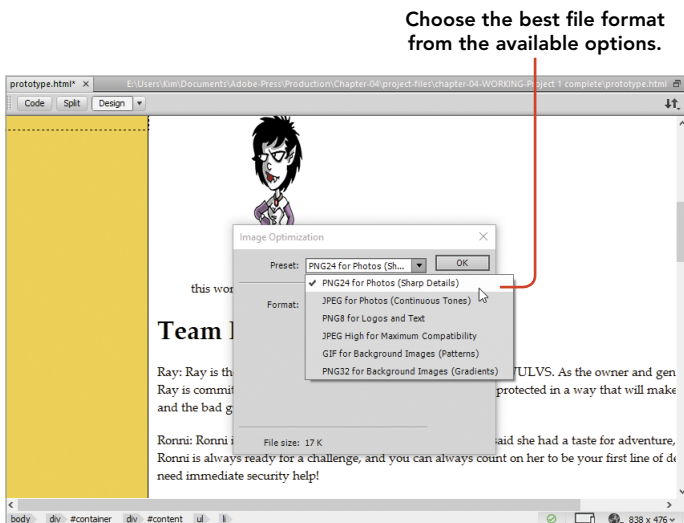 Choose the best file format
from the available options.
prototype.html* × E:\Users\Kim\Documents\Adobe-Press\Production\Chapter-04\project-files\chapter-04-WORKING-Project 1 complete\prototype.html
Code Split Design
Image Optimization
Preset: PNG24 for Photos (Sh... OK
✓ PNG24 for Photos (Sharp Details)
JPEG for Photos (Continuous Tones)
PNG8 for Logos and Text
JPEG High for Maximum Compatibility
GIF for Background Images (Patterns)
PNG32 for Background Images (Gradients)
Format:
File size: 17 K
this
Team
Ray: Ray is ULVS. As the owner and gen
Ray is commit protected in a way that will make
and the bad g
Ronni: Ronni said she had a taste for adventure,
Ronni is always ready for a challenge, and you can always count on her to be your first line of de
need immediate security help!
body div #container div #content ul li 838 x 476